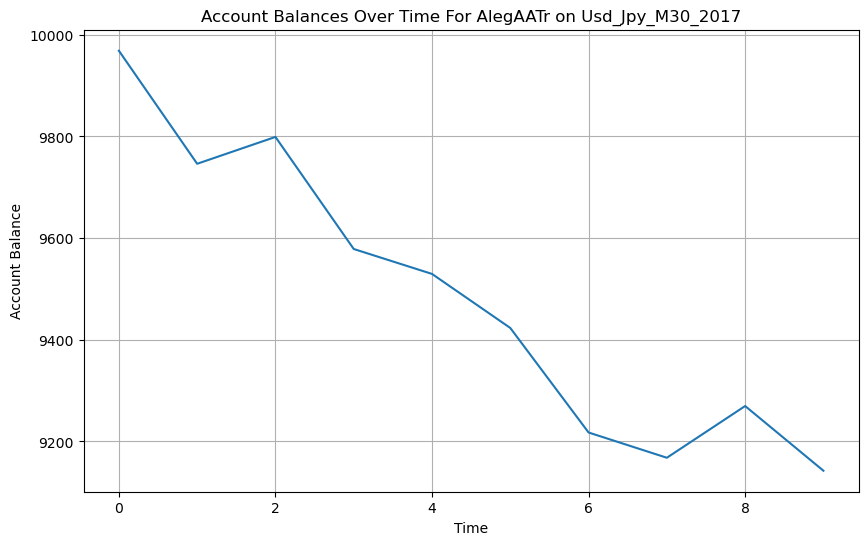 Account Balances Over Time For AlegAATr on Usd_Jpy_M30_2017
Account Balance
10000
9800
9600
9400
9200
0 2 4 6 8
Time